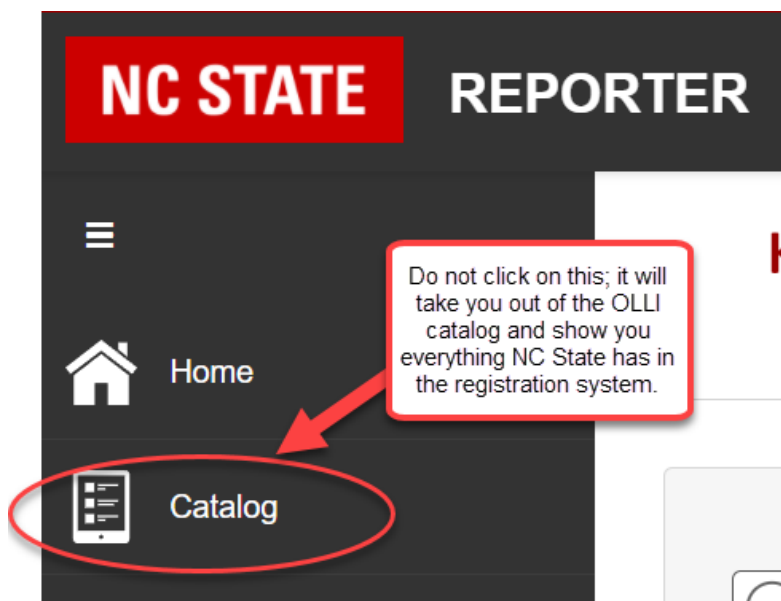 NC STATE REPORTER
Do not click on this; it will
take you out of the OLLI
catalog and show you
everything NC State has in
the registration system.
Home
Catalog